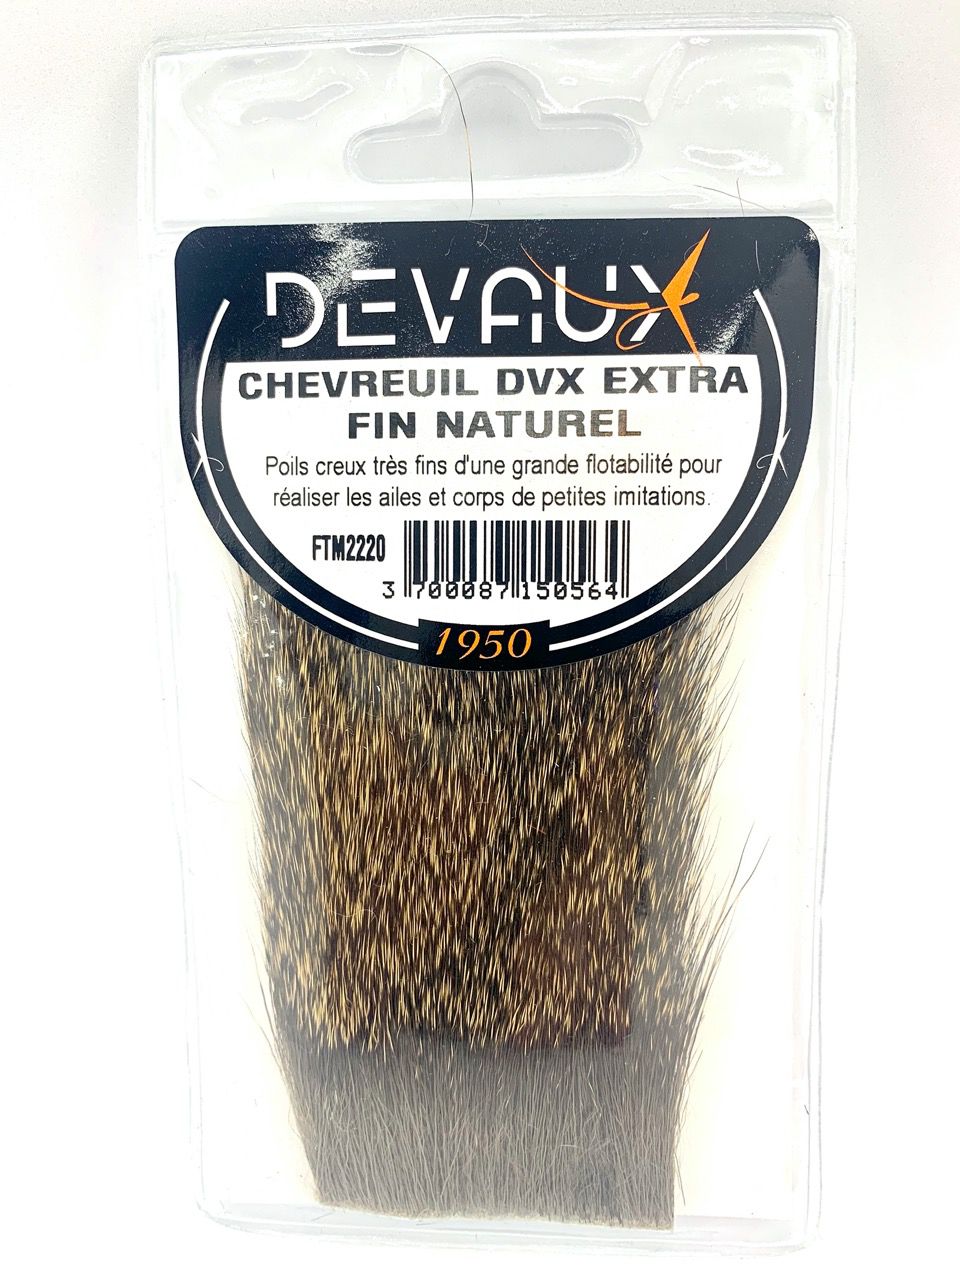 DEVAUX
CHEVREUIL DVX EXTRA
FIN NATUREL
Poils creux très fins d'une grande flotabilité pour
réaliser les ailes et corps de petites imitations.
FTM2220
3 700087 150564
1950